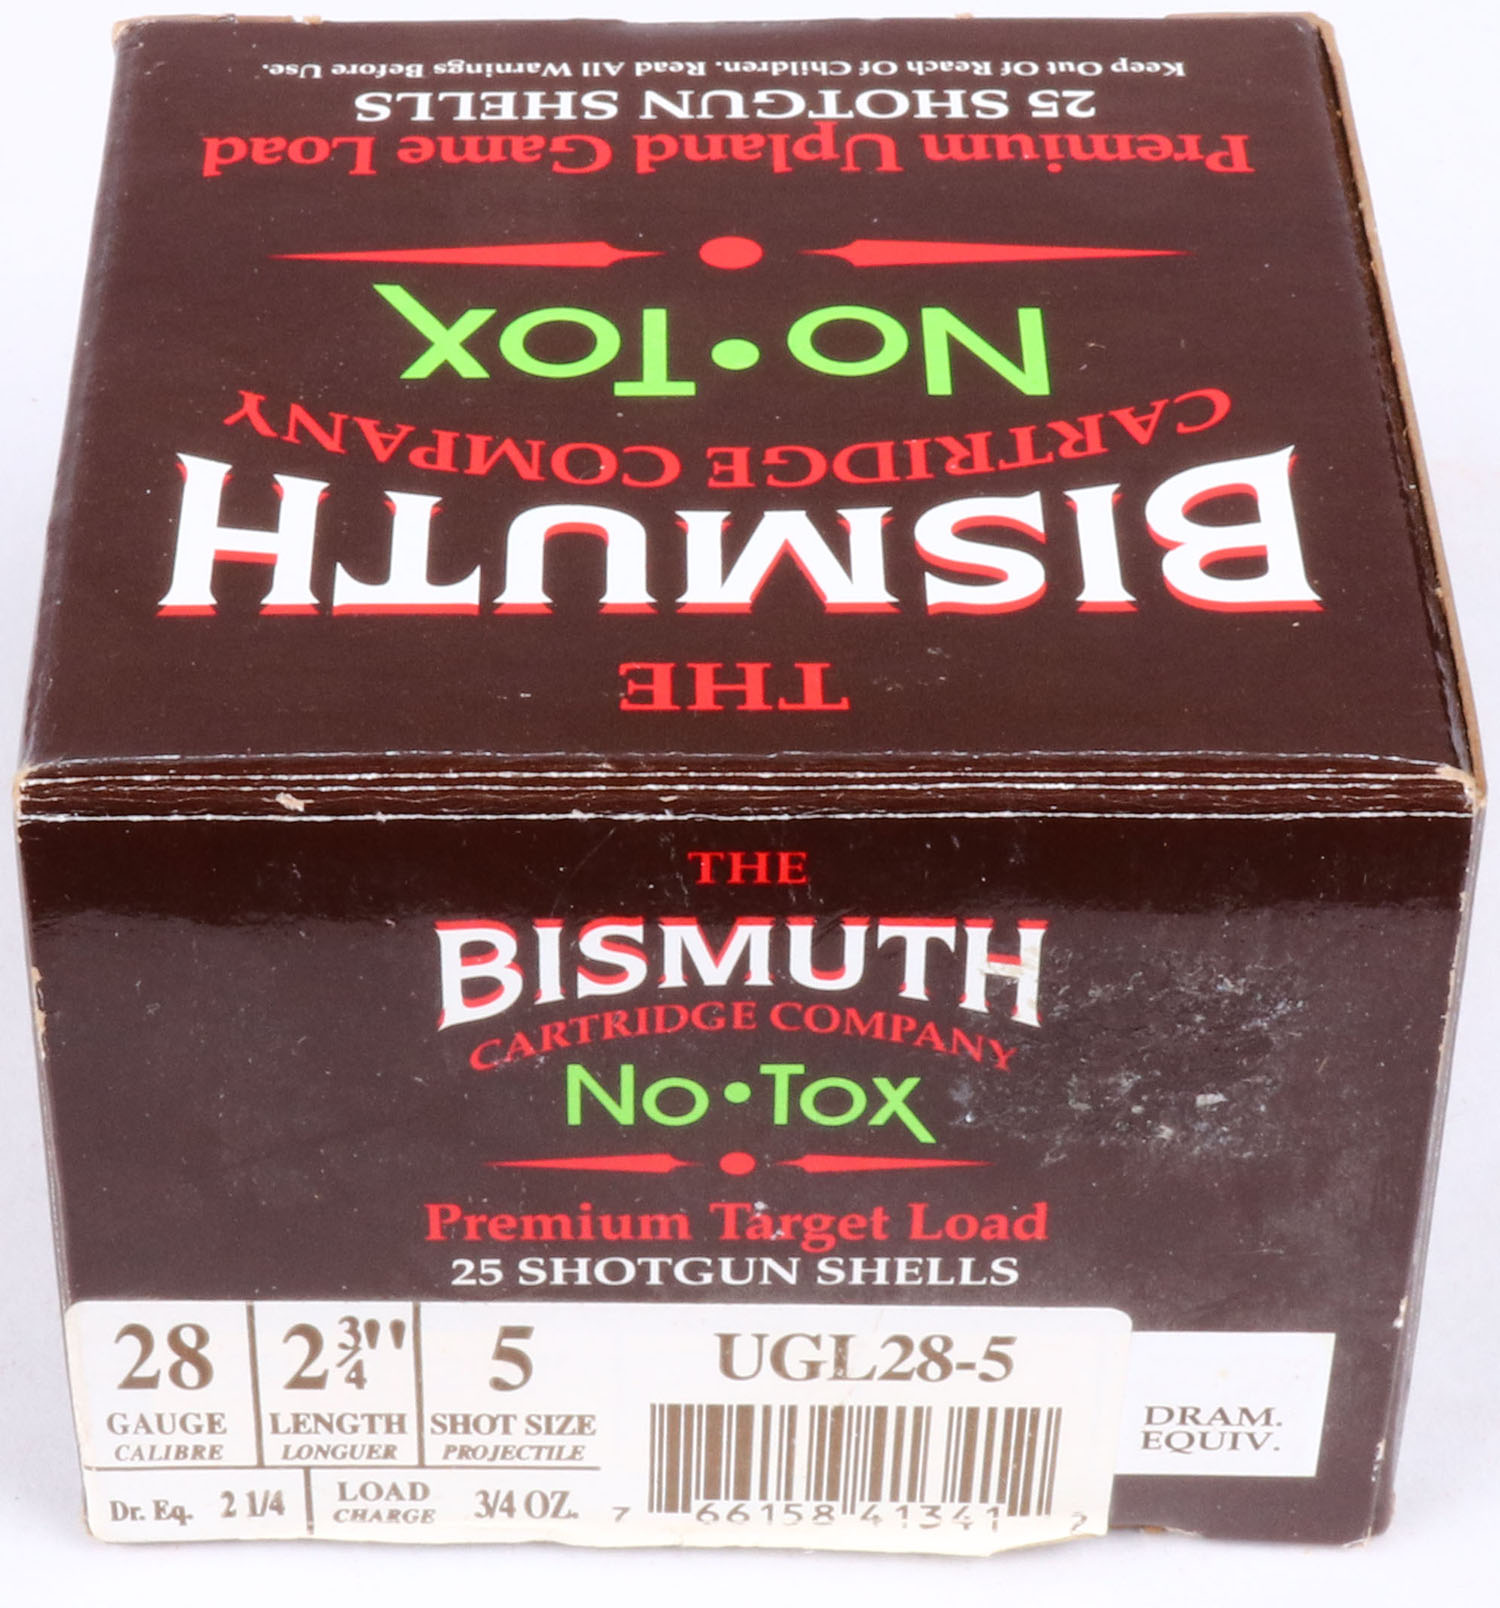 THE
BISMUTH
CARTRIDGE COMPANY
No•Tox
Premium Upland Game Load
25 SHOTGUN SHELLS
Keep Out Of Reach Of Children. Read All Warnings Before Use.
THE
BISMUTH
CARTRIDGE COMPANY
No•Tox
Premium Target Load
25 SHOTGUN SHELLS
28 2 3/4" 5 UGL28-5
GAUGE LENGTH SHOT SIZE
CALIBRE LONGUER PROJECTILE
DRAM.
EQUIV.
Dr. Eq. 2 1/4 LOAD 3/4 OZ.
CHARGE
7 66158 41341 2